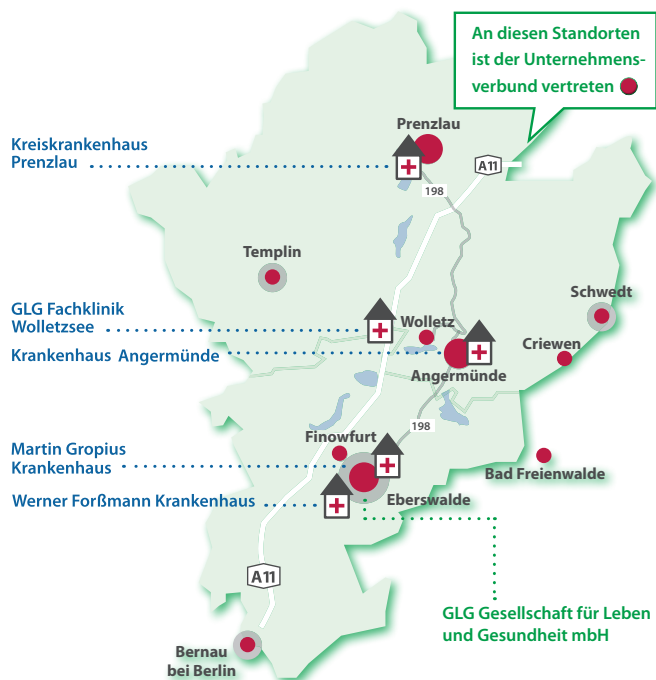 An diesen Standorten
ist der Unternehmens-
verbund vertreten
Prenzlau
Kreiskrankenhaus
Prenzlau
A11
198
Templin
Schwedt
GLG Fachklinik
Wolletzsee
Wolletz
Criewen
Krankenhaus Angermünde
Angermünde
198
Finowfurt
Martin Gropius
Krankenhaus
Bad Freienwalde
Eberswalde
Werner Forßmann Krankenhaus
A11
GLG Gesellschaft für Leben
und Gesundheit mbH
Bernau
bei Berlin